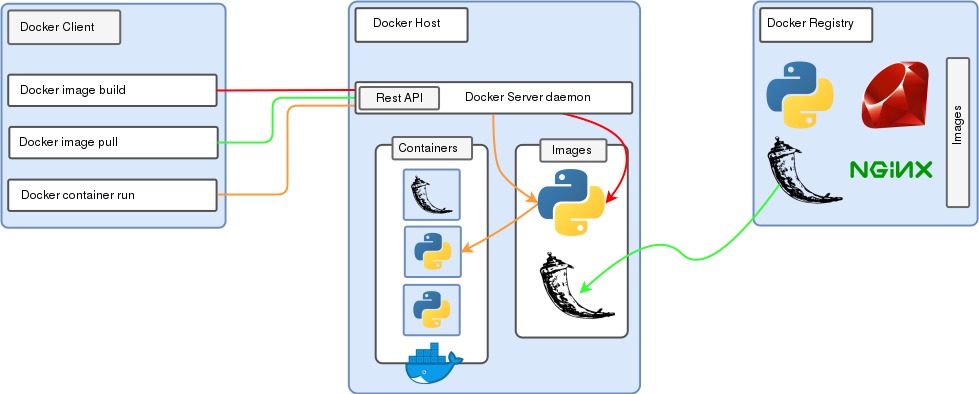 Docker Client
Docker image build
Docker image pull
Docker container run
Docker Host
Rest API
Docker Server daemon
Containers
Images
Docker Registry
NGiNX
Images